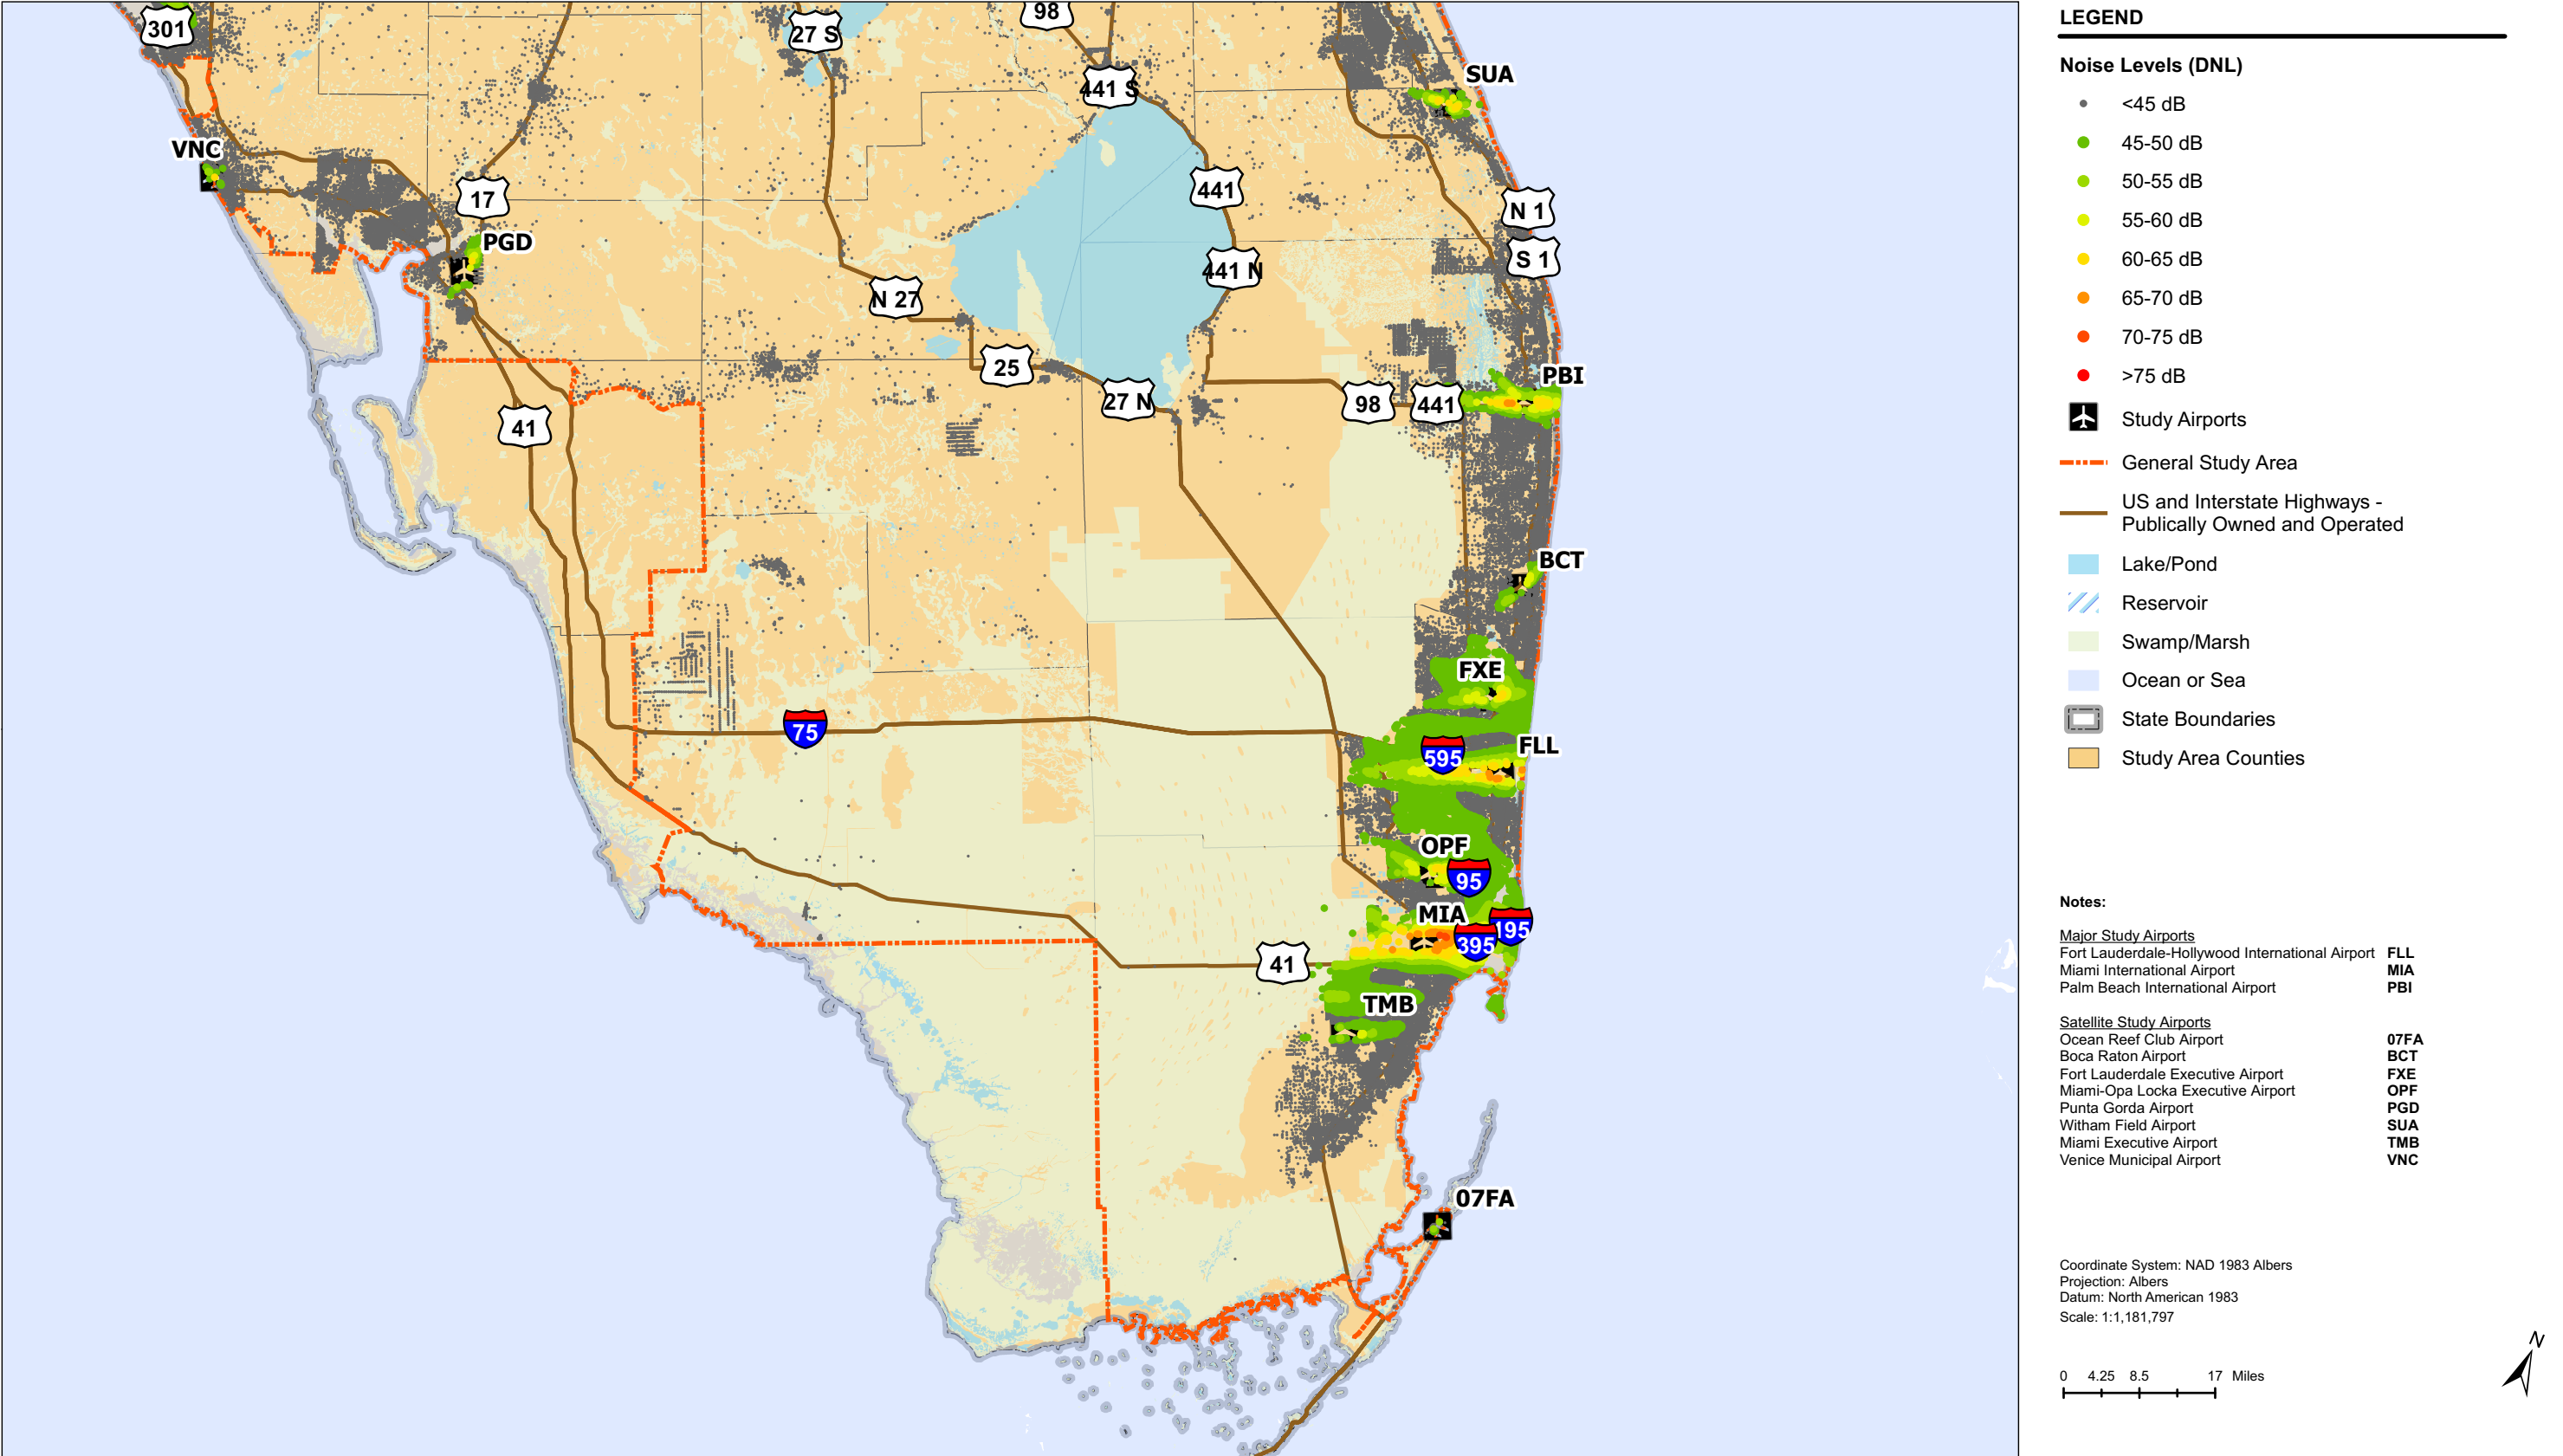 301
27 S
98
441 S
SUA
VNC
17
441
N 1
PGD
S 1
441 N
N 27
25
PBI
27 N
98
441
41
BCT
FXE
75
595
FLL
OPF
95
MIA
195
395
41
TMB
07FA
LEGEND
Noise Levels (DNL)
<45 dB
45-50 dB
50-55 dB
55-60 dB
60-65 dB
65-70 dB
70-75 dB
>75 dB
Study Airports
General Study Area
US and Interstate Highways -
Publically Owned and Operated
Lake/Pond
Reservoir
Swamp/Marsh
Ocean or Sea
State Boundaries
Study Area Counties
Notes:
Major Study Airports
Fort Lauderdale-Hollywood International Airport FLL
Miami International Airport MIA
Palm Beach International Airport PBI
Satellite Study Airports
Ocean Reef Club Airport 07FA
Boca Raton Airport BCT
Fort Lauderdale Executive Airport FXE
Miami-Opa Locka Executive Airport OPF
Punta Gorda Airport PGD
Witham Field Airport SUA
Miami Executive Airport TMB
Venice Municipal Airport VNC
Coordinate System: NAD 1983 Albers
Projection: Albers
Datum: North American 1983
Scale: 1:1,181,797
N
0 4.25 8.5 17 Miles